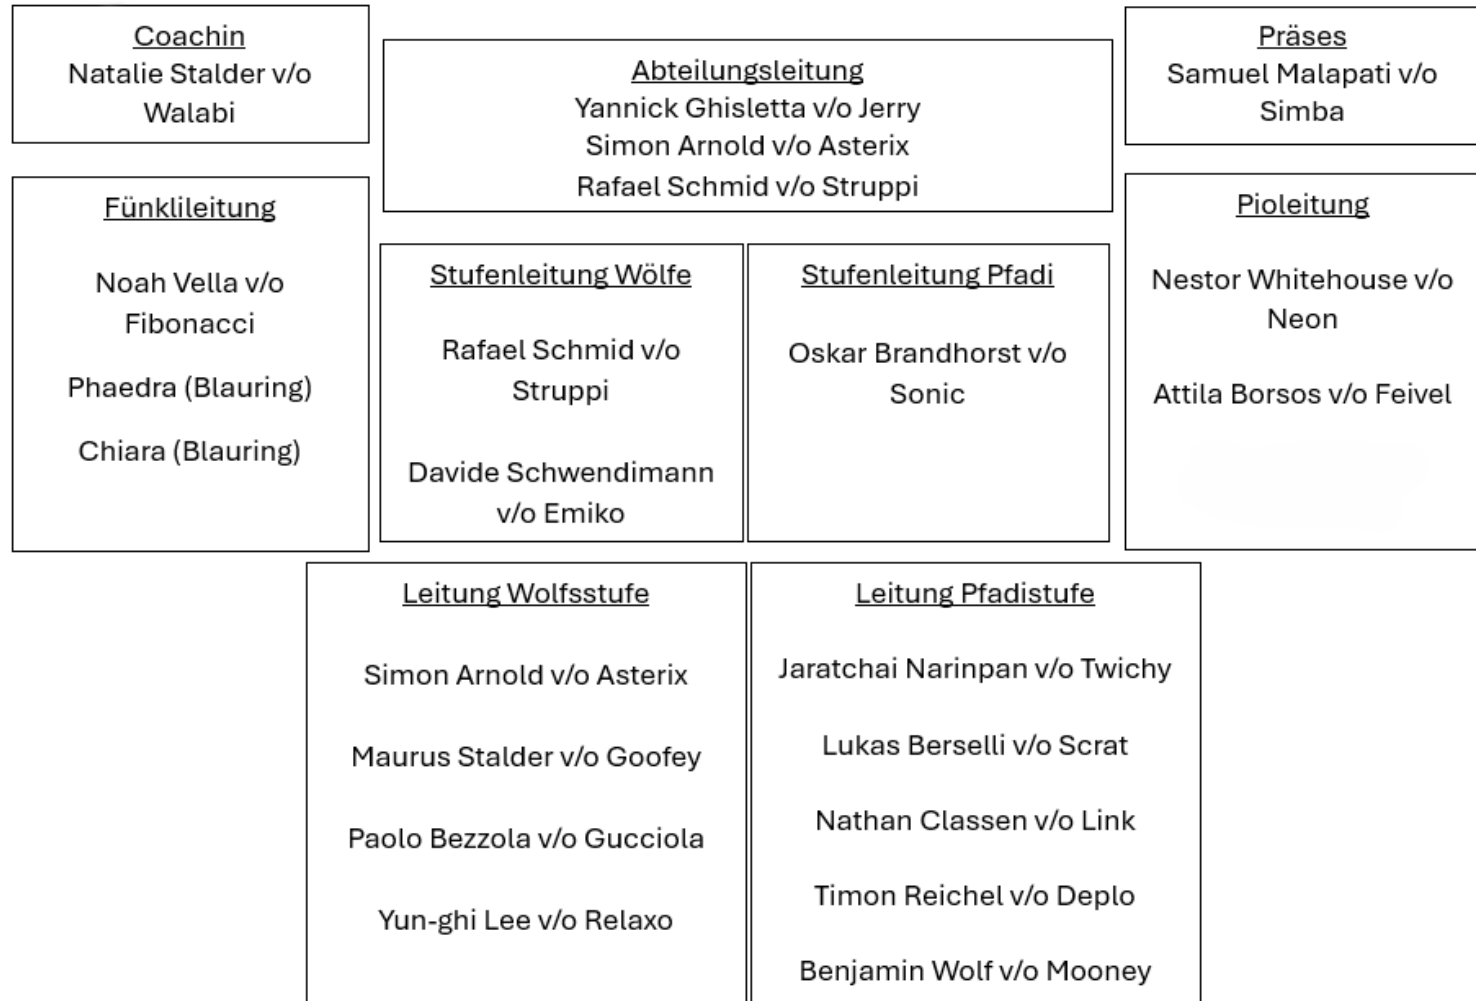 Coachin
Natalie Stalder v/o
Walabi
Abteilungsleitung
Yannick Ghisletta v/o Jerry
Simon Arnold v/o Asterix
Rafael Schmid v/o Struppi
Präses
Samuel Malapati v/o
Simba
Fünklileitung
Noah Vella v/o
Fibonacci
Phaedra (Blauring)
Chiara (Blauring)
Stufenleitung Wölfe
Rafael Schmid v/o
Struppi
Davide Schwendimann
v/o Emiko
Stufenleitung Pfadi
Oskar Brandhorst v/o
Sonic
Pioleitung
Nestor Whitehouse v/o
Neon
Attila Borsos v/o Feivel
Leitung Wolfsstufe
Simon Arnold v/o Asterix
Maurus Stalder v/o Goofey
Paolo Bezzola v/o Gucciola
Yun-ghi Lee v/o Relaxo
Leitung Pfadistufe
Jaratchai Narinpan v/o Twichy
Lukas Berselli v/o Scrat
Nathan Classen v/o Link
Timon Reichel v/o Deplo
Benjamin Wolf v/o Mooney